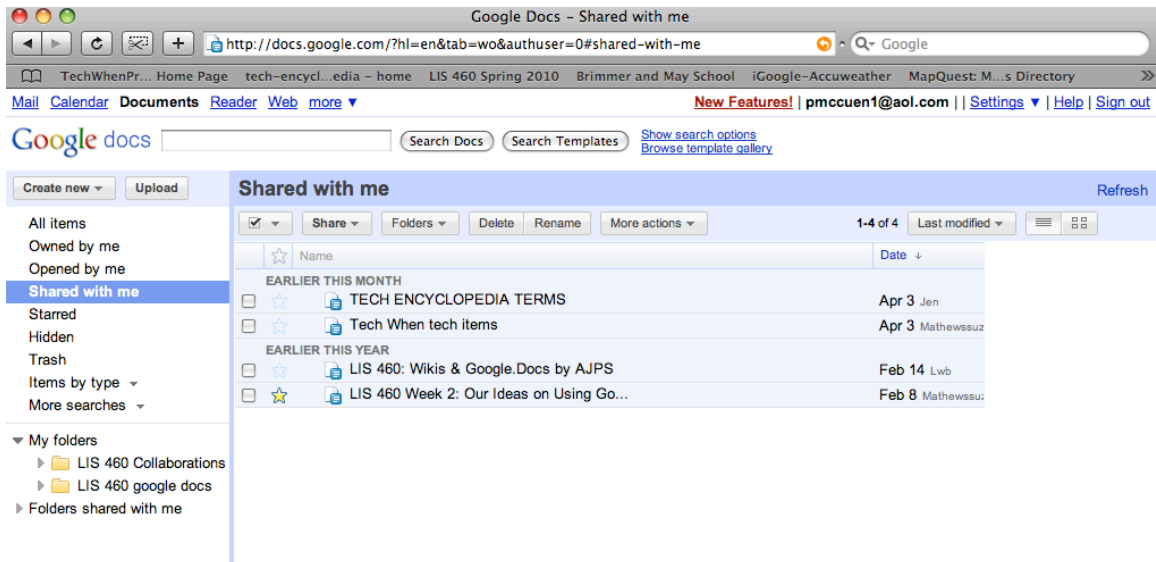 Google Docs – Shared with me
http://docs.google.com/?hl=en&tab=wo&authuser=0#shared-with-me Google
TechWhenPr... Home Page tech-encycl...edia – home LIS 460 Spring 2010 Brimmer and May School iGoogle-Accuweather MapQuest: M...s Directory >>
Mail Calendar Documents Reader Web more ▼ New Features! | pmccuen1@aol.com | | Settings ▼ | Help | Sign out
Google docs Search Docs Search Templates Show search options
Browse template gallery
Create new Upload Shared with me Refresh
All items Share Folders Delete Rename More actions 1-4 of 4 Last modified
Owned by me Name Date ↓
Opened by me EARLIER THIS MONTH
Shared with me TECH ENCYCLOPEDIA TERMS Apr 3 Jen
Starred Tech When tech items Apr 3 Mathewssuz
Hidden EARLIER THIS YEAR
Trash LIS 460: Wikis & Google.Docs by AJPS Feb 14 Lwb
Items by type LIS 460 Week 2: Our Ideas on Using Go... Feb 8 Mathewssuz
More searches
My folders
LIS 460 Collaborations
LIS 460 google docs
Folders shared with me